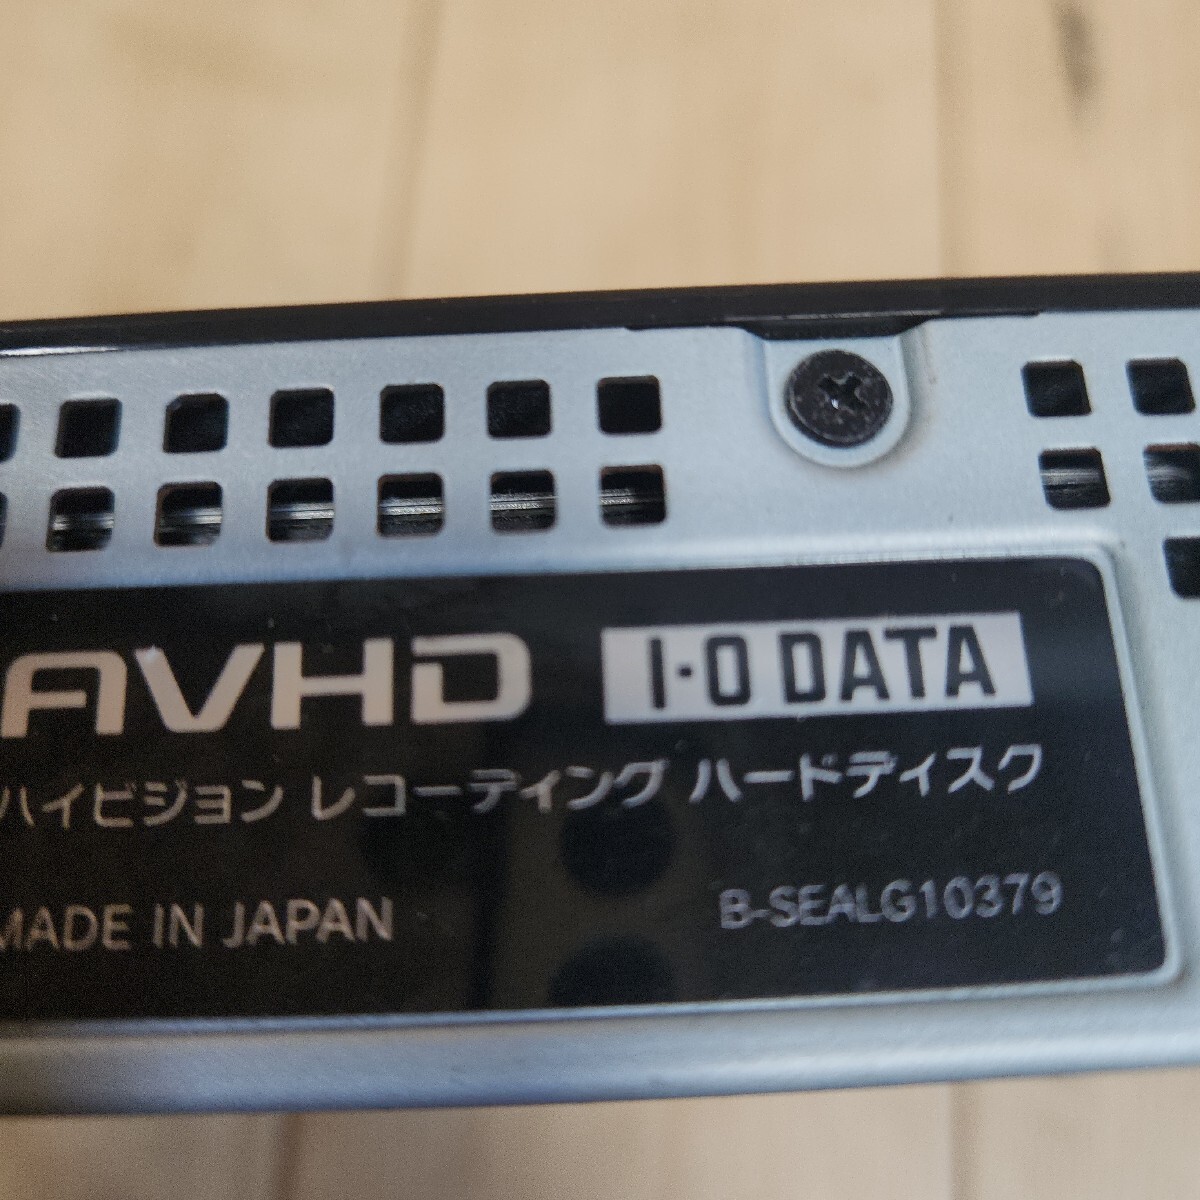 AVHD I-O DATA
ハイビジョン レコーディング ハードディスク
MADE IN JAPAN B-SEALG10379